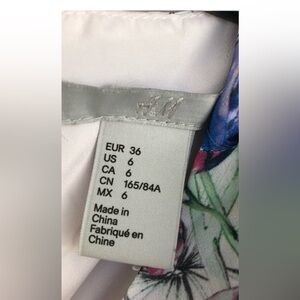 H&M
EUR 36
US 6
CA 6
CN 165/84A
MX 6
Made in
China
Fabriqué en
Chine